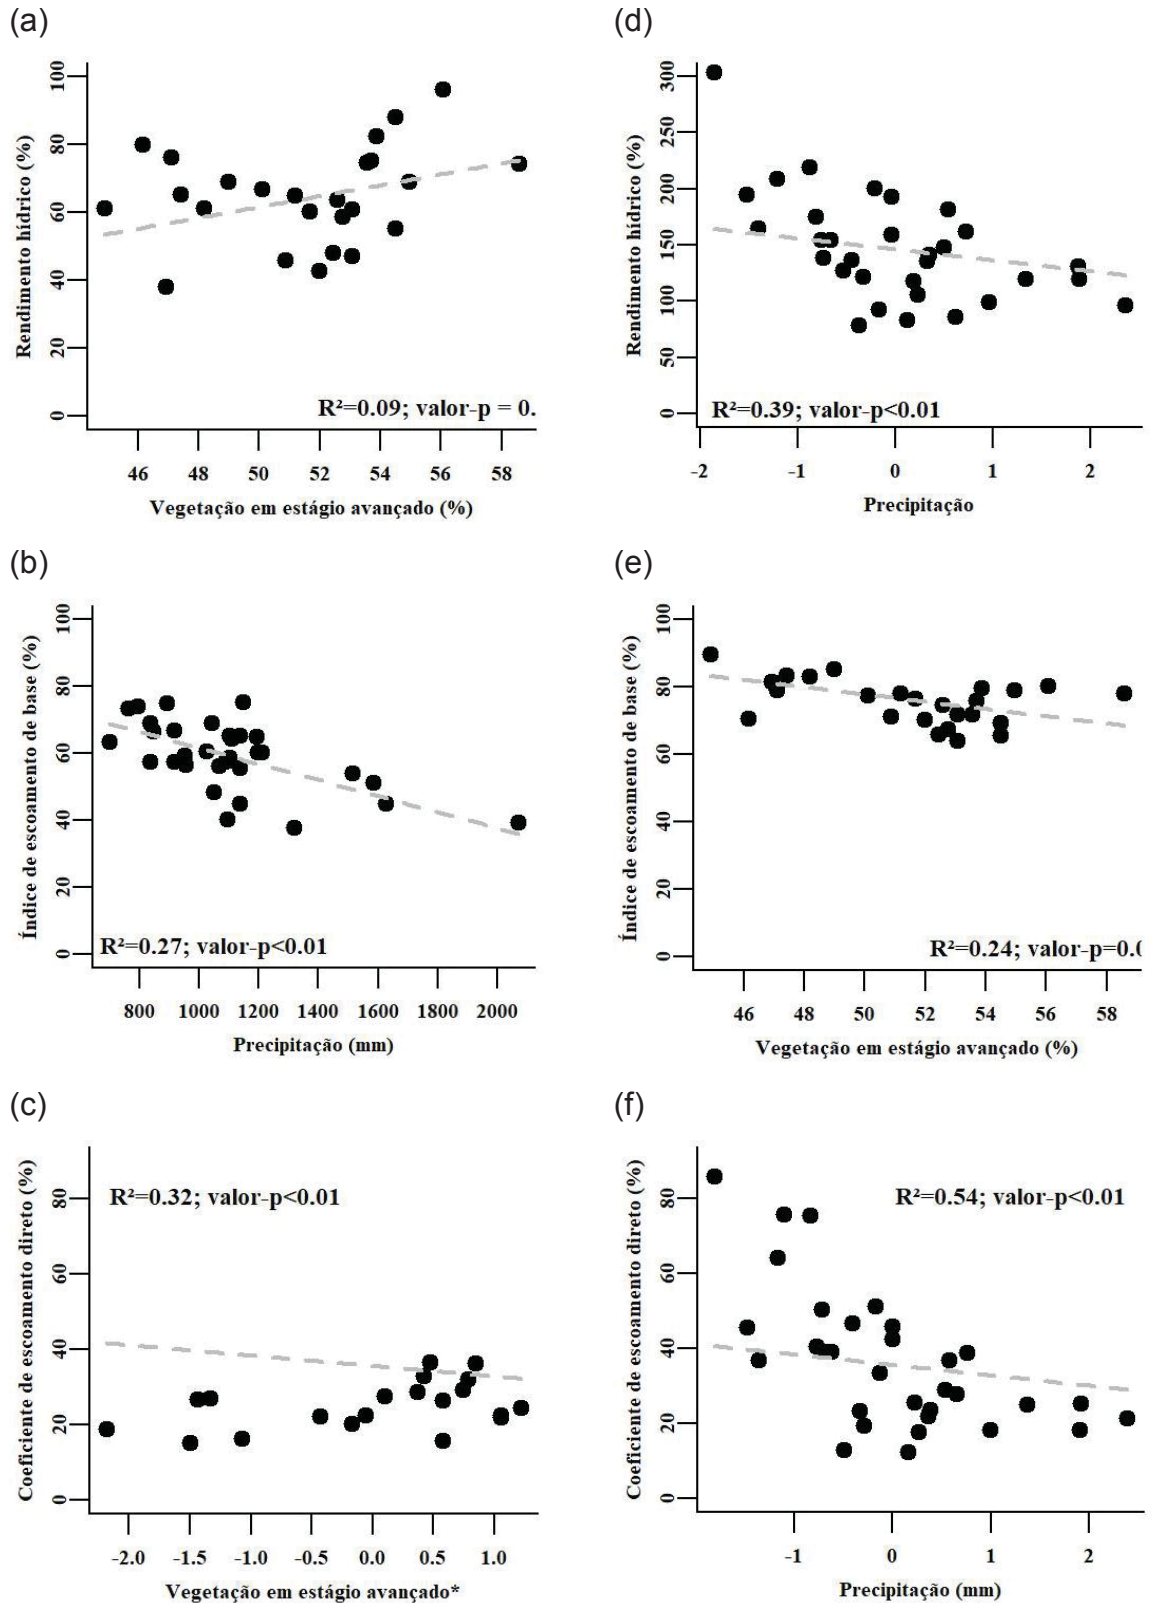 (a)
Rendimento hídrico (%)
100
80
60
40
20
0
R²=0.09; valor-p = 0.
46 48 50 52 54 56 58
Vegetação em estágio avançado (%)
(d)
Rendimento hídrico (%)
300
250
200
150
100
50
0
R²=0.39; valor-p<0.01
-2 -1 0 1 2
Precipitação
(b)
Índice de escoamento de base (%)
100
80
60
40
20
0
R²=0.27; valor-p<0.01
800 1000 1200 1400 1600 1800 2000
Precipitação (mm)
(e)
Índice de escoamento de base (%)
100
80
60
40
20
0
R²=0.24; valor-p=0.0
46 48 50 52 54 56 58
Vegetação em estágio avançado (%)
(c)
Coeficiente de escoamento direto (%)
80
60
40
20
0
R²=0.32; valor-p<0.01
-2.0 -1.5 -1.0 -0.5 0.0 0.5 1.0
Vegetação em estágio avançado*
(f)
Coeficiente de escoamento direto (%)
80
60
40
20
0
R²=0.54; valor-p<0.01
-1 0 1 2
Precipitação (mm)